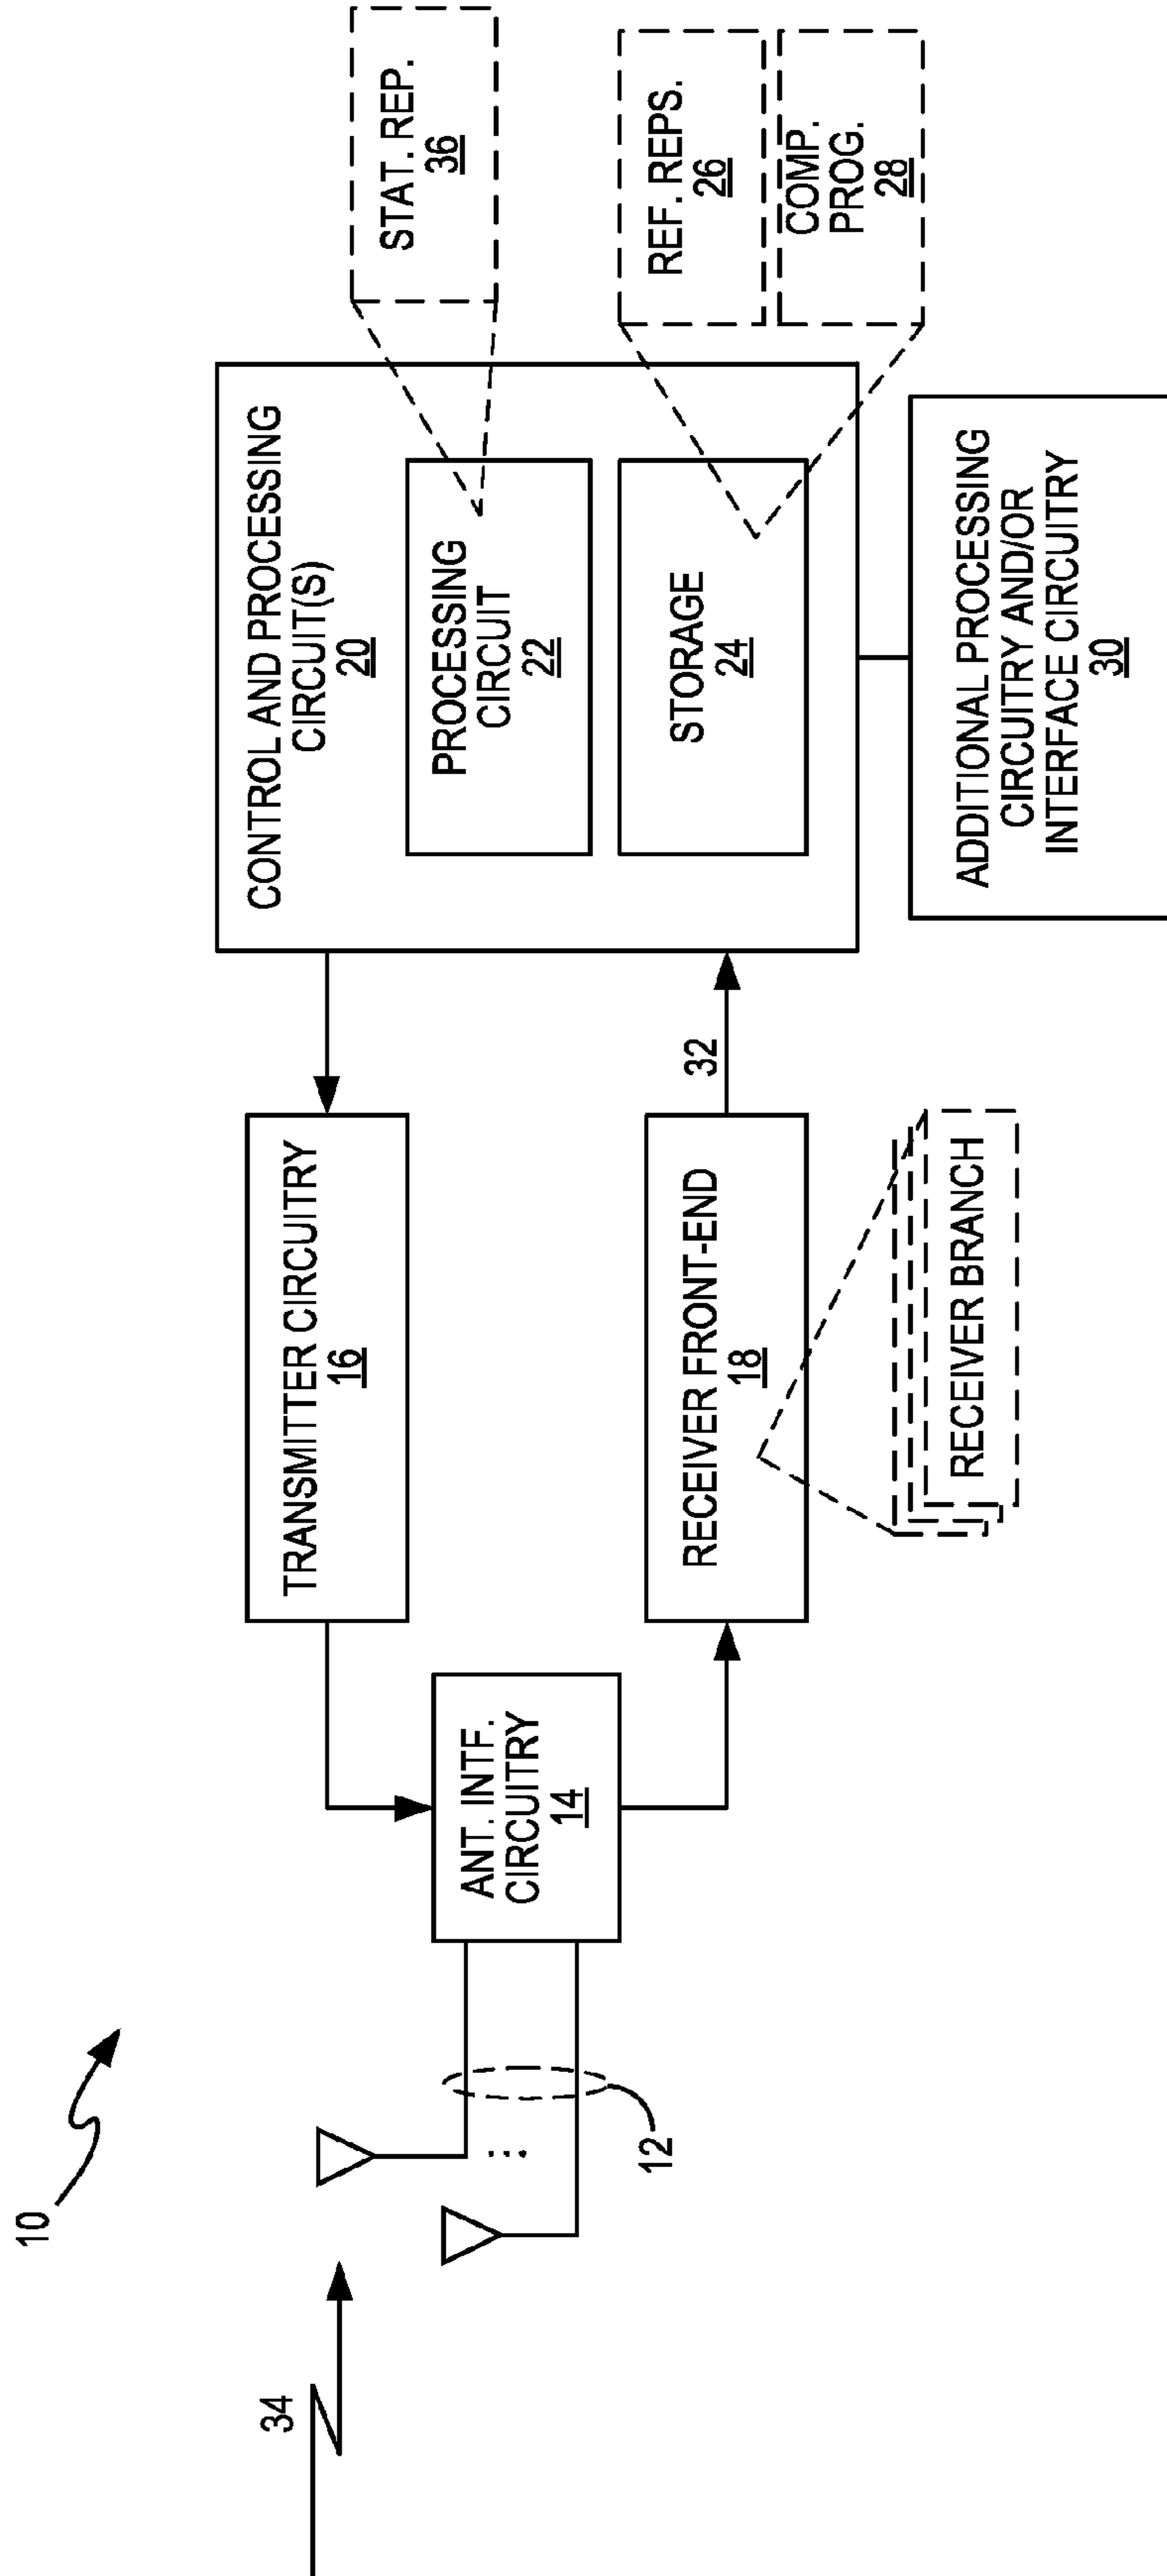 10
34
12
ANT. INTF.
CIRCUITRY
14
TRANSMITTER CIRCUITRY
16
RECEIVER FRONT-END
18
RECEIVER BRANCH
32
CONTROL AND PROCESSING
CIRCUIT(S)
20
PROCESSING
CIRCUIT
22
STORAGE
24
STAT. REP.
36
REF. REPS.
26
COMP.
PROG.
28
ADDITIONAL PROCESSING
CIRCUITRY AND/OR
INTERFACE CIRCUITRY
30